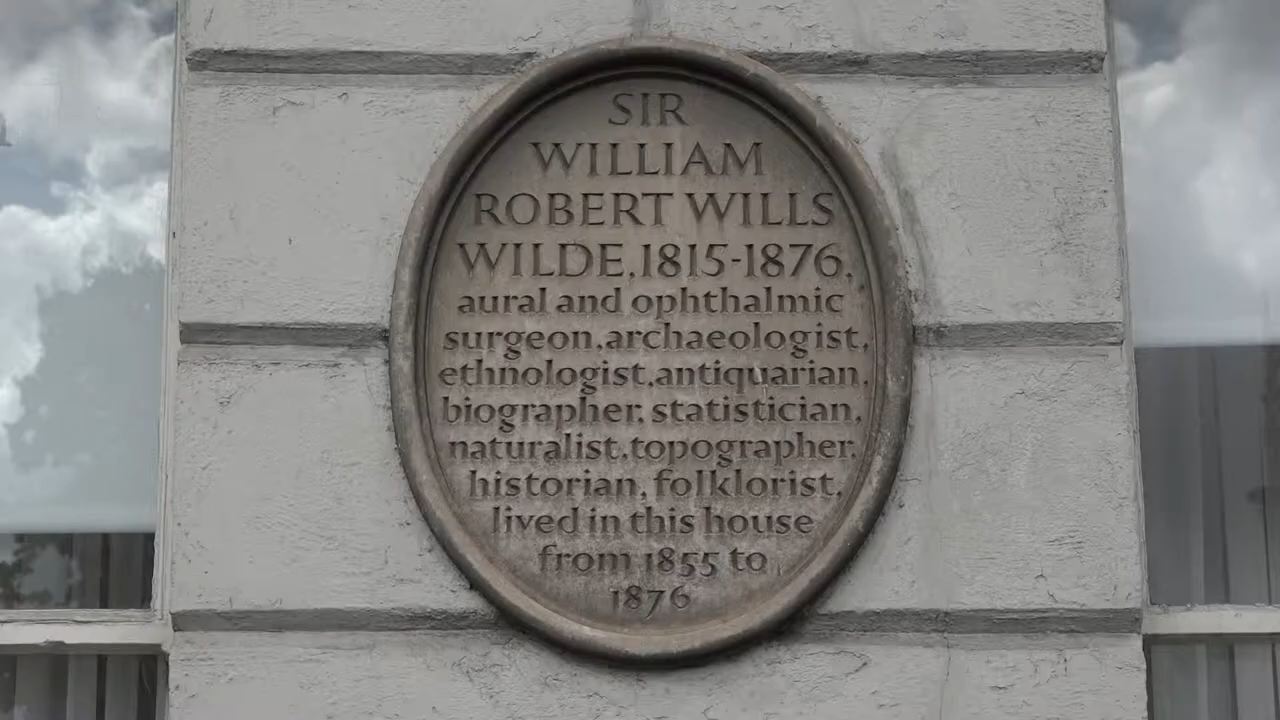 SIR
WILLIAM
ROBERT WILLS
WILDE, 1815-1876,
aural and ophthalmic
surgeon, archaeologist,
ethnologist, antiquarian,
biographer, statistician,
naturalist, topographer,
historian, folklorist,
lived in this house
from 1855 to
1876